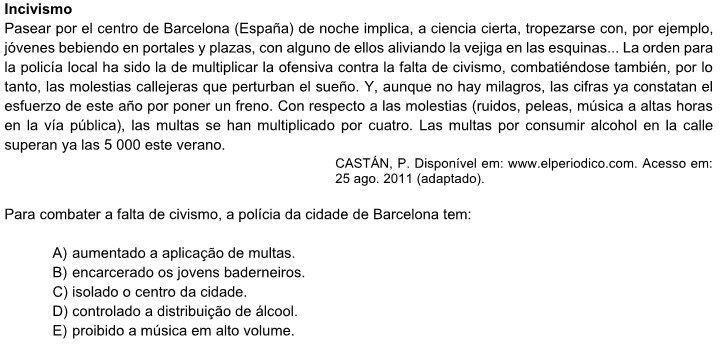 Incivismo
Pasear por el centro de Barcelona (España) de noche implica, a ciencia cierta, tropezarse con, por ejemplo,
jóvenes bebiendo en portales y plazas, con alguno de ellos aliviando la vejiga en las esquinas... La orden para
la policía local ha sido la de multiplicar la ofensiva contra la falta de civismo, combatiéndose también, por lo
tanto, las molestias callejeras que perturban el sueño. Y, aunque no hay milagros, las cifras ya constatan el
esfuerzo de este año por poner un freno. Con respecto a las molestias (ruidos, peleas, música a altas horas
en la vía pública), las multas se han multiplicado por cuatro. Las multas por consumir alcohol en la calle
superan ya las 5 000 este verano.
CASTÁN, P. Disponível em: www.elperiodico.com. Acesso em:
25 ago. 2011 (adaptado).
Para combater a falta de civismo, a polícia da cidade de Barcelona tem:
A) aumentado a aplicação de multas.
B) encarcerado os jovens baderneiros.
C) isolado o centro da cidade.
D) controlado a distribuição de álcool.
E) proibido a música em alto volume.